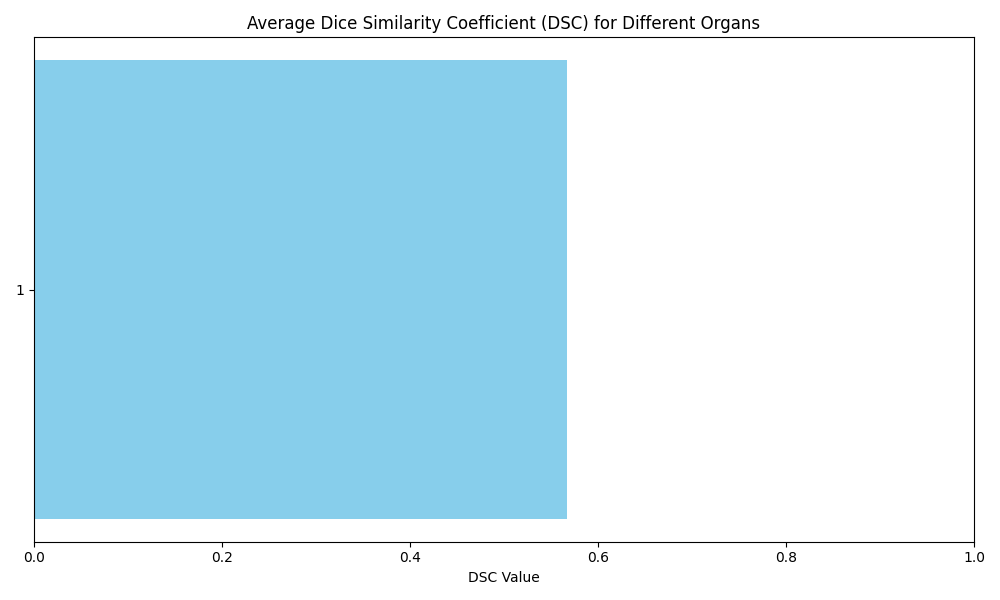 Average Dice Similarity Coefficient (DSC) for Different Organs
1
0.0 0.2 0.4 0.6 0.8 1.0
DSC Value